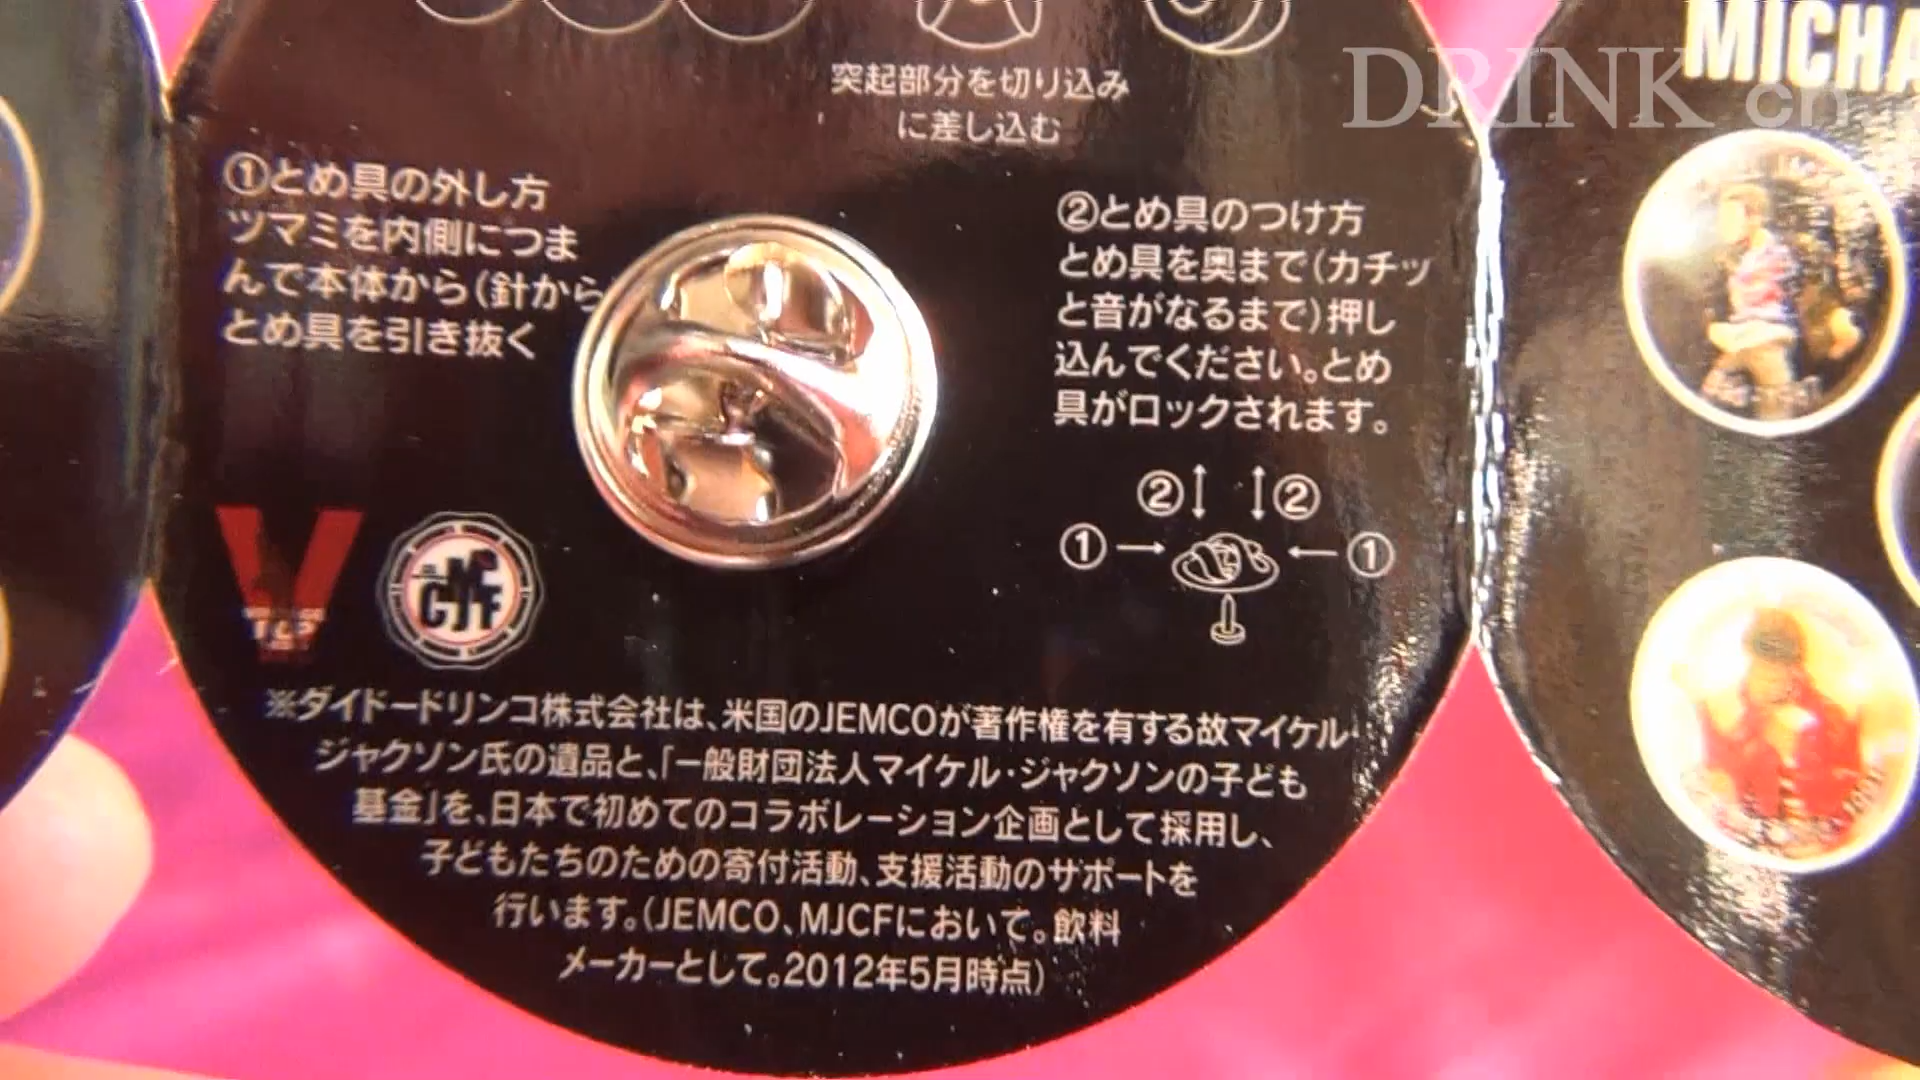 MICHA
DRINK cn
突起部分を切り込み
に差し込む
①とめ具の外し方
ツマミを内側につま
んで本体から(針から
とめ具を引き抜く
②とめ具のつけ方
とめ具を奥まで(カチッ
と音がなるまで)押し
込んでください。とめ
具がロックされます。
② ②
① ①
V
MJCF
※ダイドードリンコ株式会社は、米国のJEMCOが著作権を有する故マイケル・
ジャクソン氏の遺品と、「一般財団法人マイケル・ジャクソンの子ども
基金」を、日本で初めてのコラボレーション企画として採用し、
子どもたちのための寄付活動、支援活動のサポートを
行います。(JEMCO、MJCFにおいて。飲料
メーカーとして。2012年5月時点)